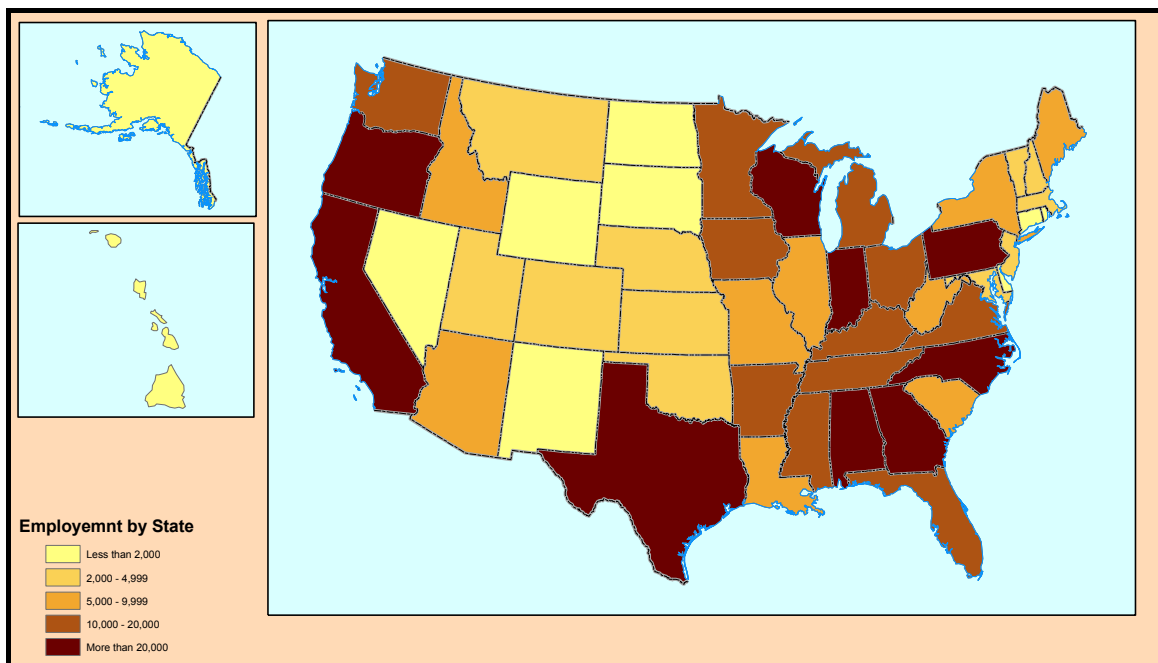 Employemnt by State
Less than 2,000
2,000 - 4,999
5,000 - 9,999
10,000 - 20,000
More than 20,000